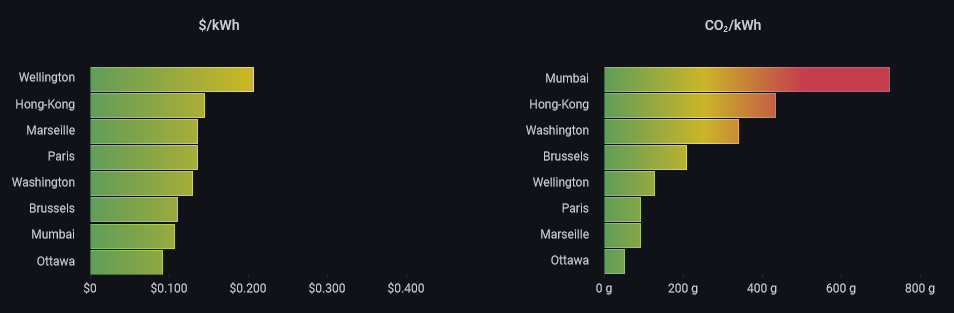 $/kWh
Wellington
Hong-Kong
Marseille
Paris
Washington
Brussels
Mumbai
Ottawa
$0 $0.100 $0.200 $0.300 $0.400
CO₂/kWh
Mumbai
Hong-Kong
Washington
Brussels
Wellington
Paris
Marseille
Ottawa
0 g 200 g 400 g 600 g 800 g